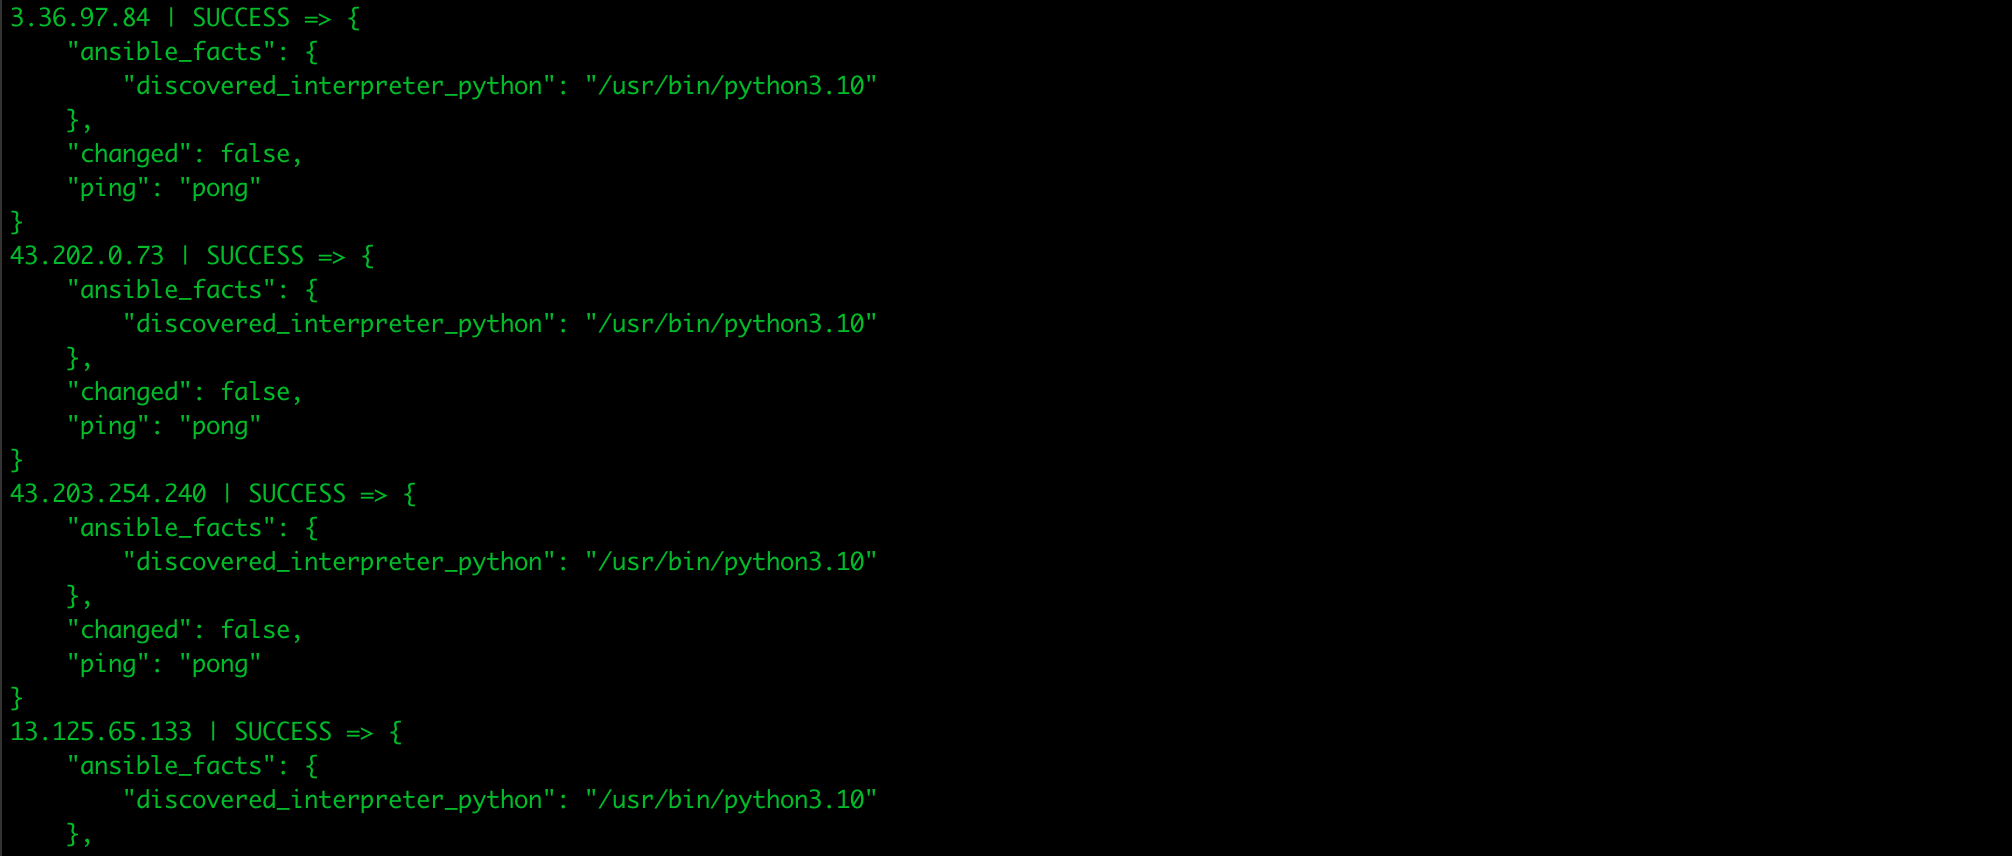 3.36.97.84 | SUCCESS => {
    "ansible_facts": {
        "discovered_interpreter_python": "/usr/bin/python3.10"
    },
    "changed": false,
    "ping": "pong"
}
43.202.0.73 | SUCCESS => {
    "ansible_facts": {
        "discovered_interpreter_python": "/usr/bin/python3.10"
    },
    "changed": false,
    "ping": "pong"
}
43.203.254.240 | SUCCESS => {
    "ansible_facts": {
        "discovered_interpreter_python": "/usr/bin/python3.10"
    },
    "changed": false,
    "ping": "pong"
}
13.125.65.133 | SUCCESS => {
    "ansible_facts": {
        "discovered_interpreter_python": "/usr/bin/python3.10"
    },